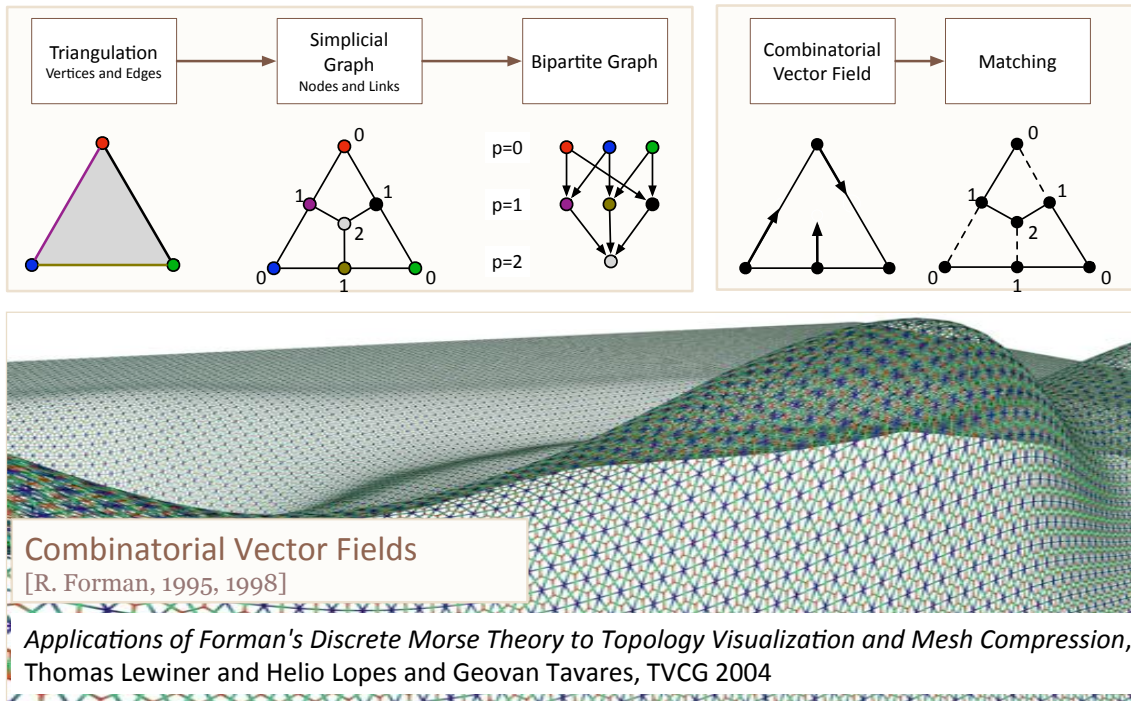 Triangulation
Vertices and Edges
Simplicial
Graph
Nodes and Links
Bipartite Graph
Combinatorial
Vector Field
Matching
0
1
1
2
0
1
0
p=0
p=1
p=2
0
1
1
2
0
1
0
Combinatorial Vector Fields
[R. Forman, 1995, 1998]
Applications of Forman's Discrete Morse Theory to Topology Visualization and Mesh Compression,
Thomas Lewiner and Helio Lopes and Geovan Tavares, TVCG 2004